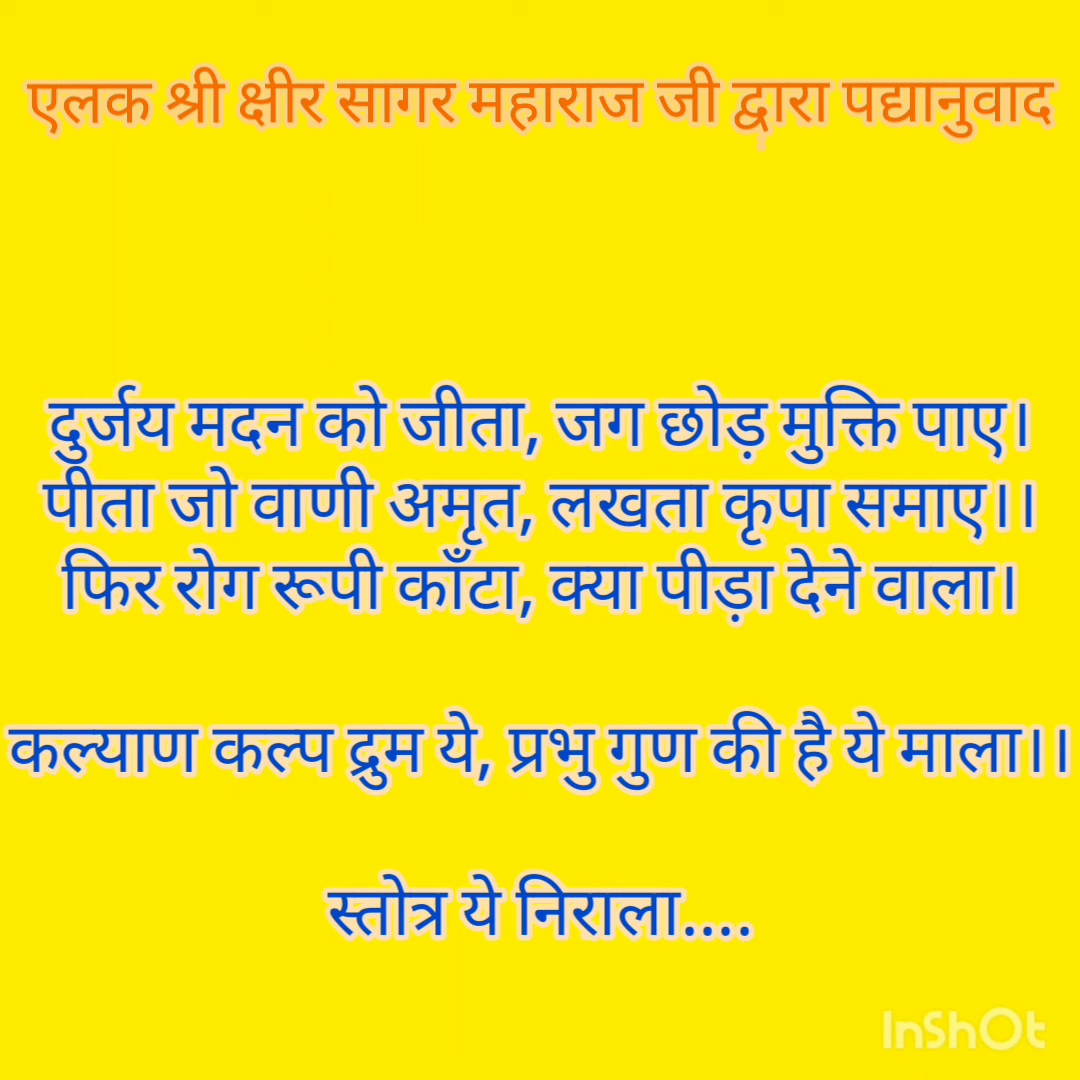 एलक श्री क्षीर सागर महाराज जी द्वारा पद्यानुवाद
दुर्जय मदन को जीता, जग छोड़ मुक्ति पाए।
पीता जो वाणी अमृत, लखता कृपा समाए।।
फिर रोग रूपी काँटा, क्या पीड़ा देने वाला।
कल्याण कल्प द्रुम ये, प्रभु गुण की है ये माला।।
स्तोत्र ये निराला....
InShOt